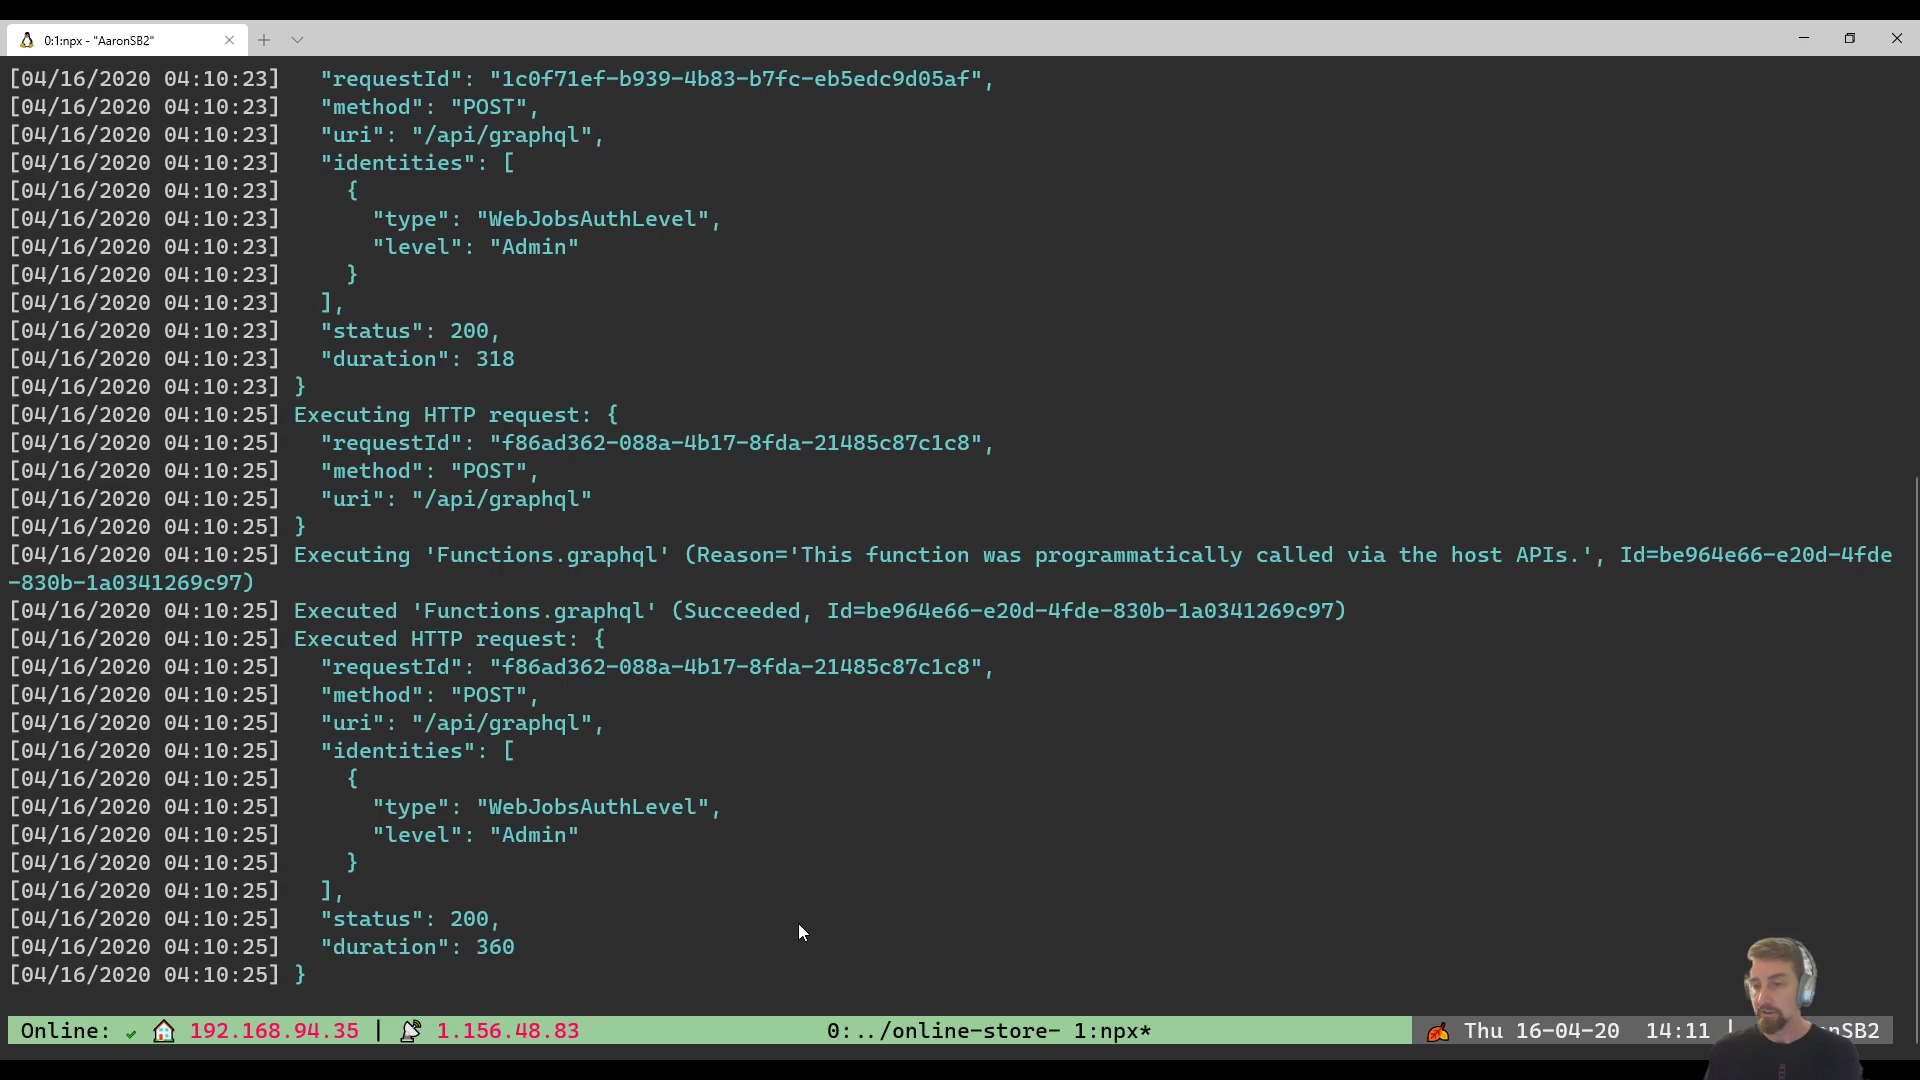 0:1:npx - "AaronSB2"
[04/16/2020 04:10:23]   "requestId": "1c0f71ef-b939-4b83-b7fc-eb5edc9d05af",
[04/16/2020 04:10:23]   "method": "POST",
[04/16/2020 04:10:23]   "uri": "/api/graphql",
[04/16/2020 04:10:23]   "identities": [
[04/16/2020 04:10:23]     {
[04/16/2020 04:10:23]       "type": "WebJobsAuthLevel",
[04/16/2020 04:10:23]       "level": "Admin"
[04/16/2020 04:10:23]     }
[04/16/2020 04:10:23]   ],
[04/16/2020 04:10:23]   "status": 200,
[04/16/2020 04:10:23]   "duration": 318
[04/16/2020 04:10:23] }
[04/16/2020 04:10:25] Executing HTTP request: {
[04/16/2020 04:10:25]   "requestId": "f86ad362-088a-4b17-8fda-21485c87c1c8",
[04/16/2020 04:10:25]   "method": "POST",
[04/16/2020 04:10:25]   "uri": "/api/graphql"
[04/16/2020 04:10:25] }
[04/16/2020 04:10:25] Executing 'Functions.graphql' (Reason='This function was programmatically called via the host APIs.', Id=be964e66-e20d-4fde
-830b-1a0341269c97)
[04/16/2020 04:10:25] Executed 'Functions.graphql' (Succeeded, Id=be964e66-e20d-4fde-830b-1a0341269c97)
[04/16/2020 04:10:25] Executed HTTP request: {
[04/16/2020 04:10:25]   "requestId": "f86ad362-088a-4b17-8fda-21485c87c1c8",
[04/16/2020 04:10:25]   "method": "POST",
[04/16/2020 04:10:25]   "uri": "/api/graphql",
[04/16/2020 04:10:25]   "identities": [
[04/16/2020 04:10:25]     {
[04/16/2020 04:10:25]       "type": "WebJobsAuthLevel",
[04/16/2020 04:10:25]       "level": "Admin"
[04/16/2020 04:10:25]     }
[04/16/2020 04:10:25]   ],
[04/16/2020 04:10:25]   "status": 200,
[04/16/2020 04:10:25]   "duration": 360
[04/16/2020 04:10:25] }
Online: ✓ 192.168.94.35 | 1.156.48.83 0:../online-store- 1:npx* Thu 16-04-20 14:11 |